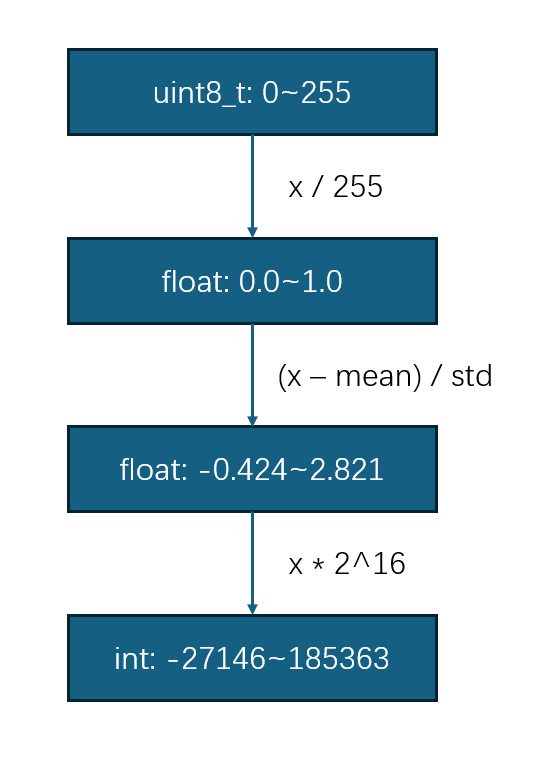 uint8_t: 0~255
x / 255
float: 0.0~1.0
(x – mean) / std
float: -0.424~2.821
x * 2^16
int: -27146~185363